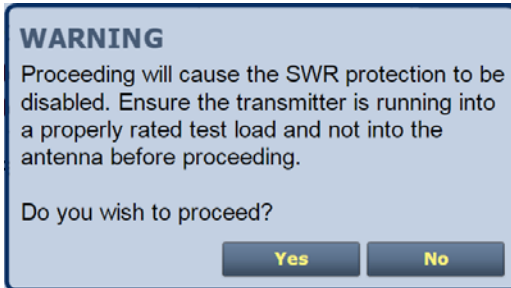 WARNING
Proceeding will cause the SWR protection to be
disabled. Ensure the transmitter is running into
a properly rated test load and not into the
antenna before proceeding.
Do you wish to proceed?
Yes No